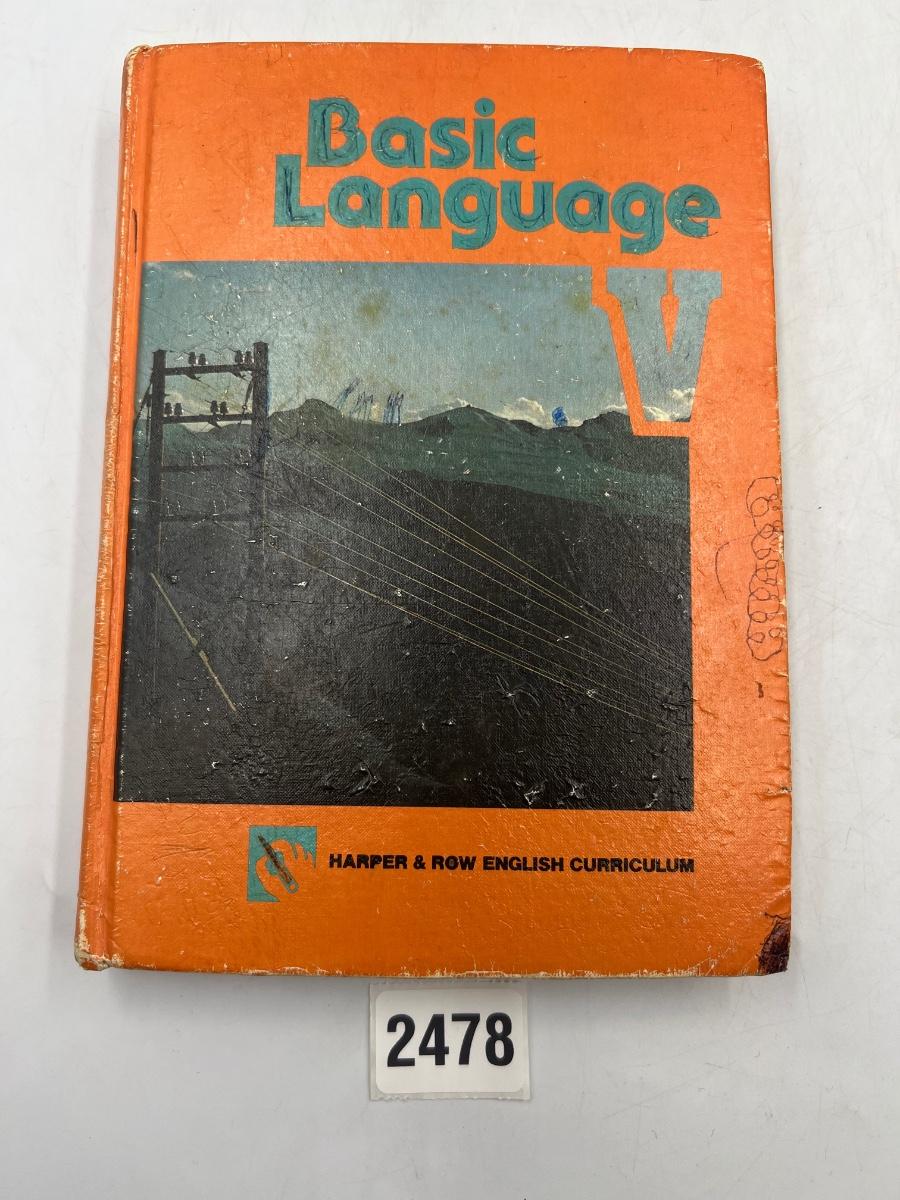 Basic
Language
V
HARPER & ROW ENGLISH CURRICULUM
2478